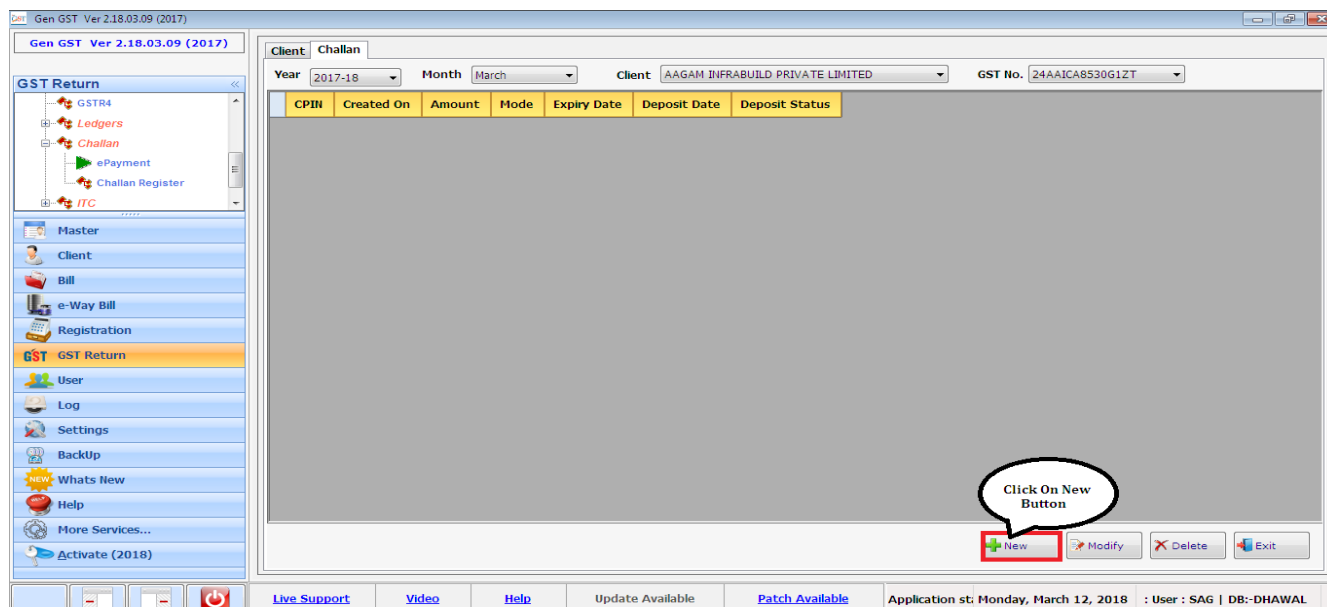 GST Gen GST Ver 2.18.03.09 (2017)
Gen GST Ver 2.18.03.09 (2017)
GST Return
GSTR4
Ledgers
Challan
ePayment
Challan Register
ITC
Master
Client
Bill
e-Way Bill
Registration
GST GST Return
User
Log
Settings
BackUp
NEW Whats New
Help
More Services...
Activate (2018)
Client Challan
Year 2017-18 Month March Client AAGAM INFRABUILD PRIVATE LIMITED GST No. 24AAICA8530G1ZT
CPIN Created On Amount Mode Expiry Date Deposit Date Deposit Status
Click On New
Button
New Modify Delete Exit
Live Support Video Help Update Available Patch Available Application st: Monday, March 12, 2018 : User : SAG | DB:-DHAWAL